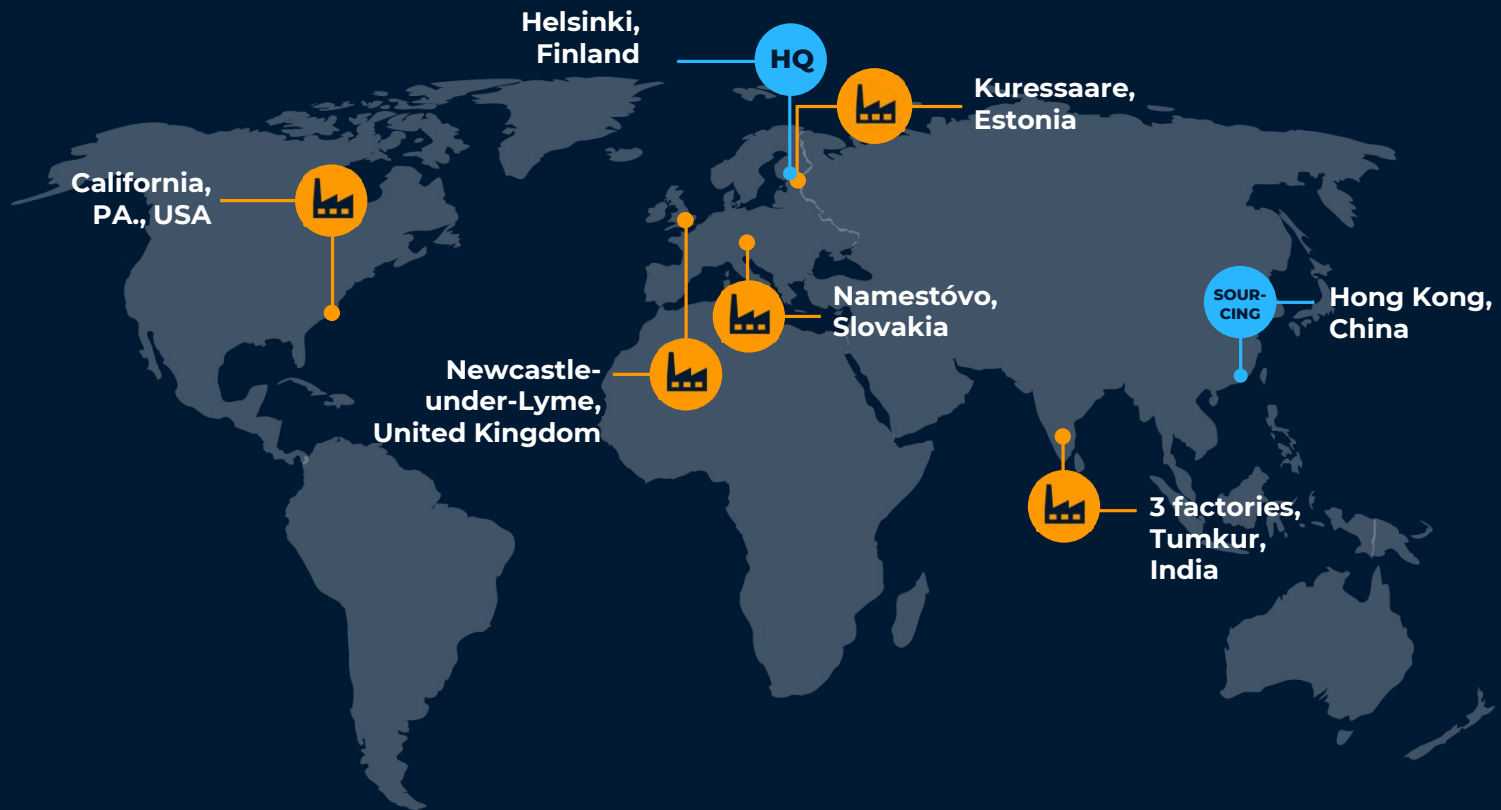 Helsinki,
Finland
HQ
Kuressaare,
Estonia
California,
PA., USA
Namestóvo,
Slovakia
SOUR-
CING
Hong Kong,
China
Newcastle-
under-Lyme,
United Kingdom
3 factories,
Tumkur,
India